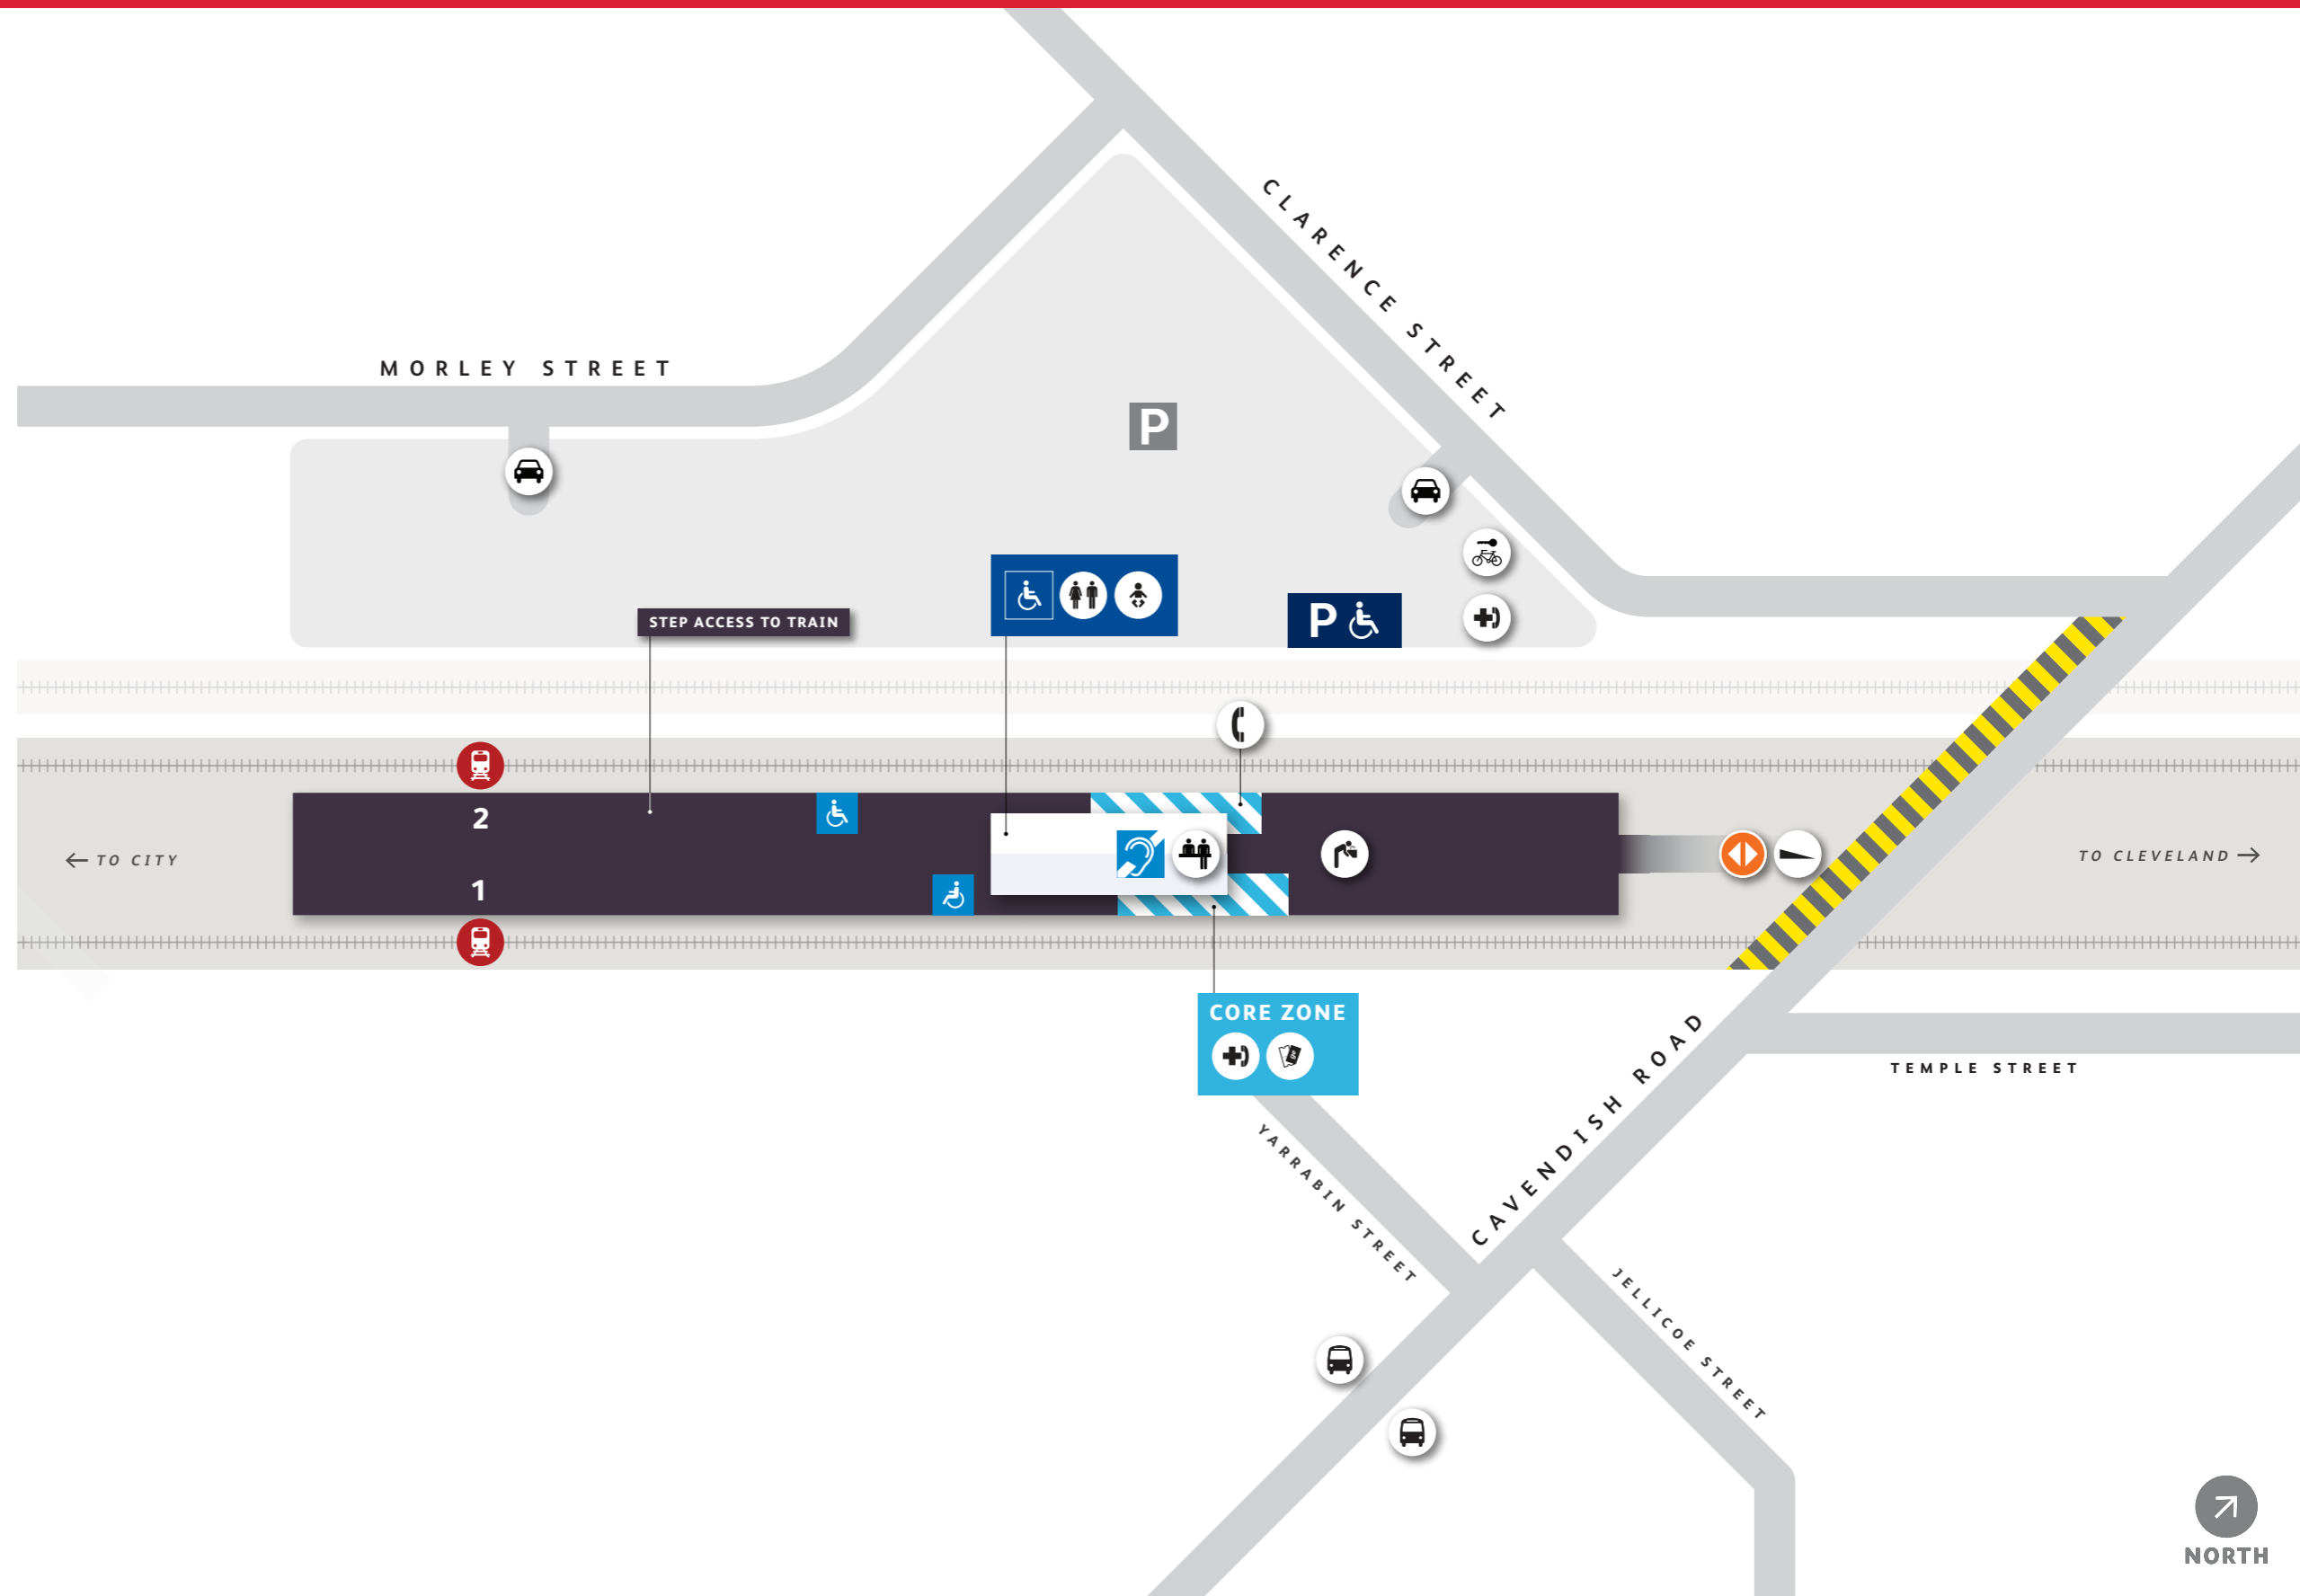 CLARENCE STREET
MORLEY STREET
P
STEP ACCESS TO TRAIN
P
2
← TO CITY
TO CLEVELAND →
1
CORE ZONE
CAVENDISH ROAD
TEMPLE STREET
YARRABIN STREET
JELLICOE STREET
NORTH